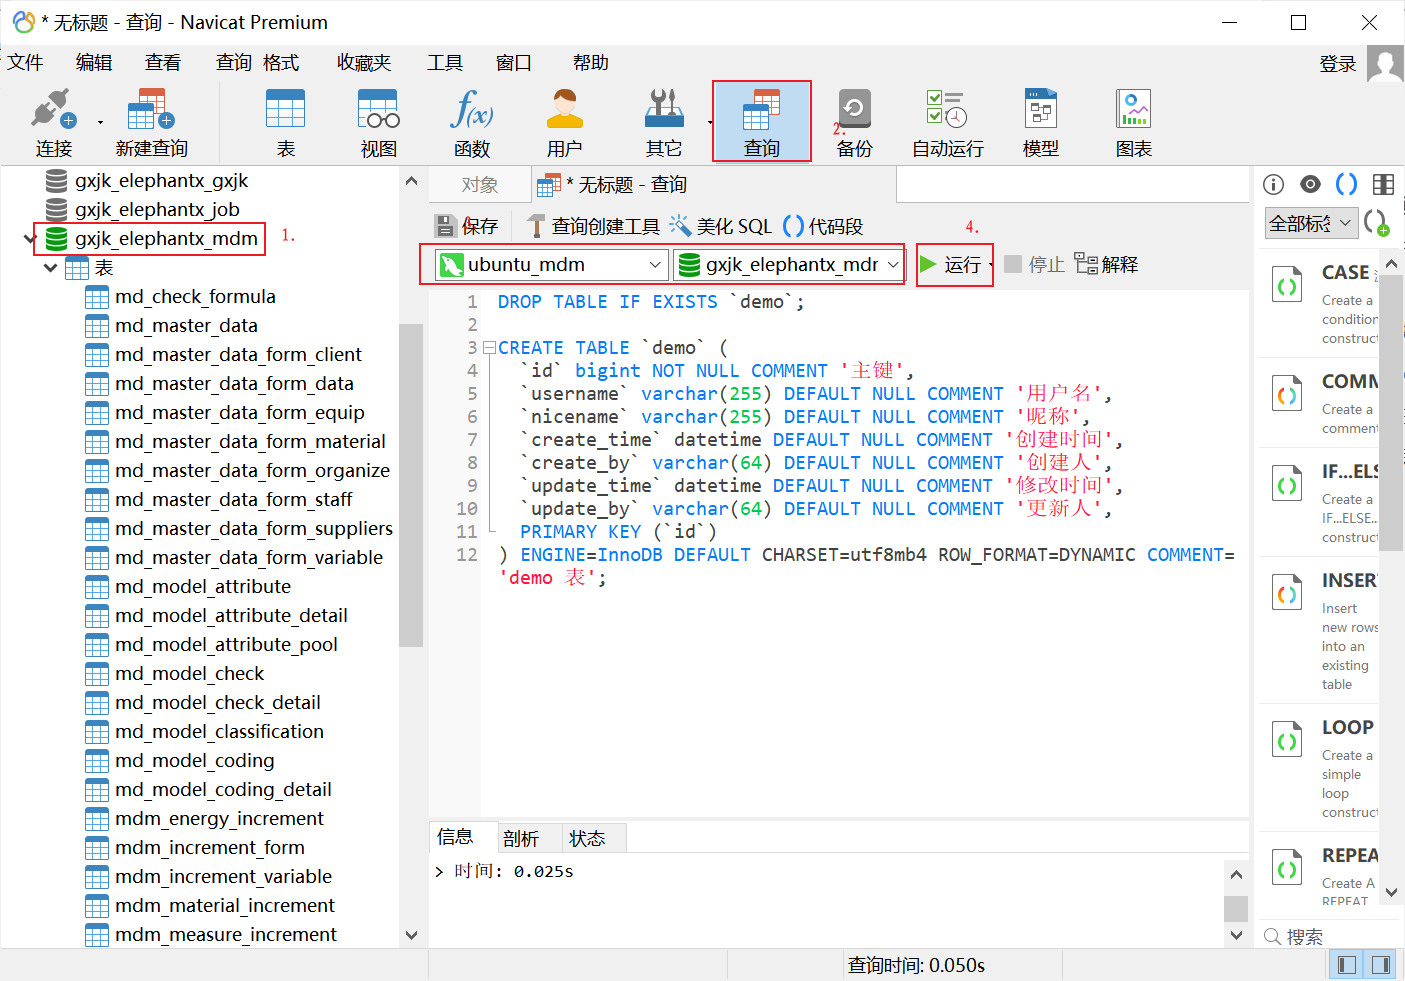 * 无标题 - 查询 - Navicat Premium
文件 编辑 查看 查询 格式 收藏夹 工具 窗口 帮助 登录
连接 新建查询 表 视图 函数 用户 其它 查询 2. 备份 自动运行 模型 图表
gxjk_elephantx_gxjk
gxjk_elephantx_job
gxjk_elephantx_mdm 1.
表
md_check_formula
md_master_data
md_master_data_form_client
md_master_data_form_data
md_master_data_form_equip
md_master_data_form_material
md_master_data_form_organize
md_master_data_form_staff
md_master_data_form_suppliers
md_master_data_form_variable
md_model_attribute
md_model_attribute_detail
md_model_attribute_pool
md_model_check
md_model_check_detail
md_model_classification
md_model_coding
md_model_coding_detail
mdm_energy_increment
mdm_increment_form
mdm_increment_variable
mdm_material_increment
mdm_measure_increment
对象 * 无标题 - 查询
保存 查询创建工具 美化 SQL 代码段 4.
ubuntu_mdm gxjk_elephantx_mdr 运行 停止 解释
1 DROP TABLE IF EXISTS `demo`;
2
3 CREATE TABLE `demo` (
4 `id` bigint NOT NULL COMMENT '主键',
5 `username` varchar(255) DEFAULT NULL COMMENT '用户名',
6 `nicename` varchar(255) DEFAULT NULL COMMENT '昵称',
7 `create_time` datetime DEFAULT NULL COMMENT '创建时间',
8 `create_by` varchar(64) DEFAULT NULL COMMENT '创建人',
9 `update_time` datetime DEFAULT NULL COMMENT '修改时间',
10 `update_by` varchar(64) DEFAULT NULL COMMENT '更新人',
11 PRIMARY KEY (`id`)
12 ) ENGINE=InnoDB DEFAULT CHARSET=utf8mb4 ROW_FORMAT=DYNAMIC COMMENT=
'demo 表';
信息 剖析 状态
> 时间: 0.025s
查询时间: 0.050s
全部标签
CASE
Create a
condition
construct
COMM
Create a
comment
IF...ELS
Create a
IF...ELSE...
construct
INSERT
Insert
new rows
into an
existing
table
LOOP
Create a
simple
loop
construct
REPEA
Create A
REPEAT
搜索